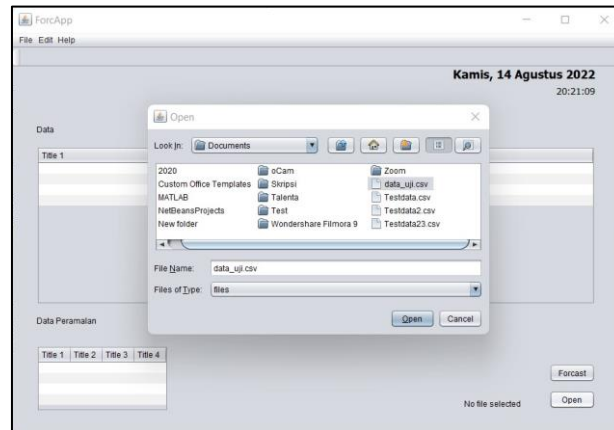 ForcApp
File Edit Help
Kamis, 14 Agustus 2022
20:21:09
Open
Look In: Documents
Data
Title 1
2020 oCam Zoom
Custom Office Templates Skripsi data_uji.csv
MATLAB Talenta Testdata.csv
NetBeansProjects Test Testdata2.csv
New folder Wondershare Filmora 9 Testdata23.csv
File Name: data_uji.csv
Files of Type: files
Open Cancel
Data Peramalan
Title 1 Title 2 Title 3 Title 4
Forcast
No file selected Open